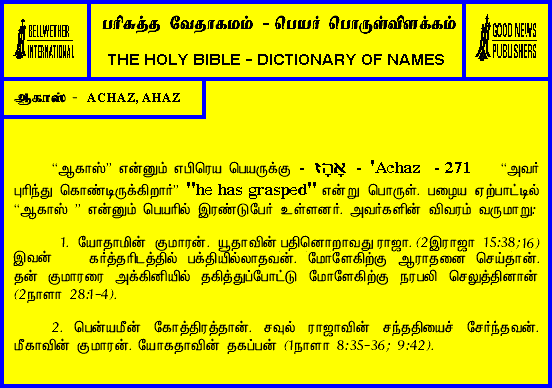 BELLWETHER
INTERNATIONAL
பரிசுத்த வேதாகமம் - பெயர் பொருள்விளக்கம்
THE HOLY BIBLE - DICTIONARY OF NAMES
GOOD NEWS
PUBLISHERS
ஆகாஸ் - ACHAZ, AHAZ
“ஆகாஸ்” என்னும் எபிரெய பெயருக்கு - אָחָז - 'Achaz - 271 “அவர்
புரிந்து கொண்டிருக்கிறார்” "he has grasped" என்று பொருள். பழைய ஏற்பாட்டில்
“ஆகாஸ் ” என்னும் பெயரில் இரண்டுபேர் உள்ளனர். அவர்களின் விவரம் வருமாறு:
1. யோதாமின் குமாரன். யூதாவின் பதினொறாவது ராஜா. (2இராஜா 15:38;16)
இவன் கர்த்தரிடத்தில் பக்தியில்லாதவன். மோளேகிற்கு ஆராதனை செய்தான்.
தன் குமாரரை அக்கினியில் தகித்துப்போட்டு மோளேகிற்கு நரபலி செலுத்தினான்
(2நாளா 28:1-4).
2. பென்யமீன் கோத்திரத்தான். சவுல் ராஜாவின் சந்ததியைச் சேர்ந்தவன்.
மீகாவின் குமாரன். யோகதாவின் தகப்பன் (1நாளா 8:35-36; 9:42).